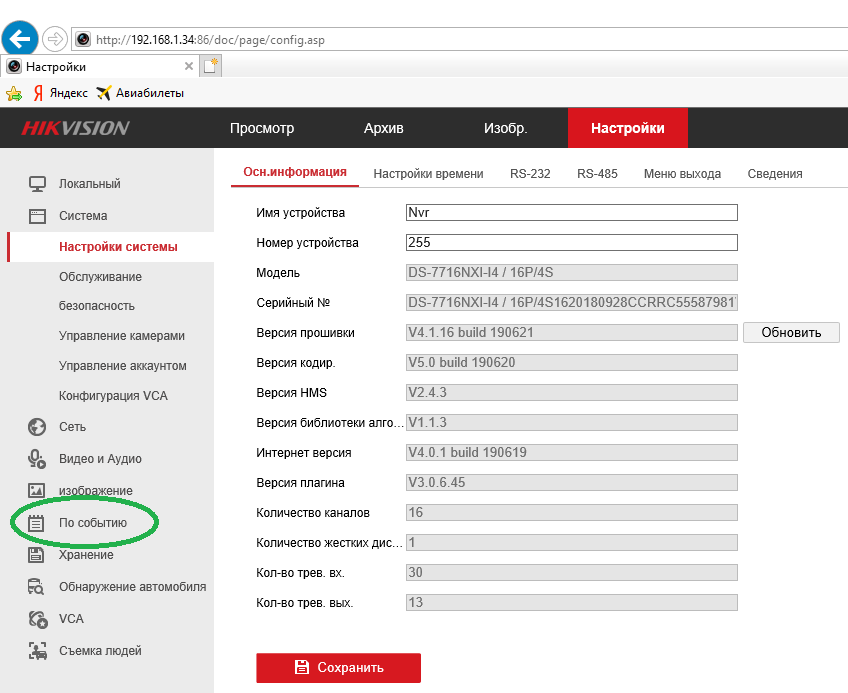 http://192.168.1.34:86/doc/page/config.asp
Настройки
Яндекс Авиабилеты
HIKVISION Просмотр Архив Изобр. Настройки
Локальный
Система
Настройки системы
Обслуживание
безопасность
Управление камерами
Управление аккаунтом
Конфигурация VCA
Сеть
Видео и Аудио
изображение
По событию
Хранение
Обнаружение автомобиля
VCA
Съемка людей
Осн.информация Настройки времени RS-232 RS-485 Меню выхода Сведения
Имя устройства Nvr
Номер устройства 255
Модель DS-7716NXI-I4 / 16P/4S
Серийный № DS-7716NXI-I4 / 16P/4S1620180928CCRRC55587981
Версия прошивки V4.1.16 build 190621 Обновить
Версия кодир. V5.0 build 190620
Версия HMS V2.4.3
Версия библиотеки алго... V1.1.3
Интернет версия V4.0.1 build 190619
Версия плагина V3.0.6.45
Количество каналов 16
Количество жестких дис... 1
Кол-во трев. вх. 30
Кол-во трев. вых. 13
Сохранить